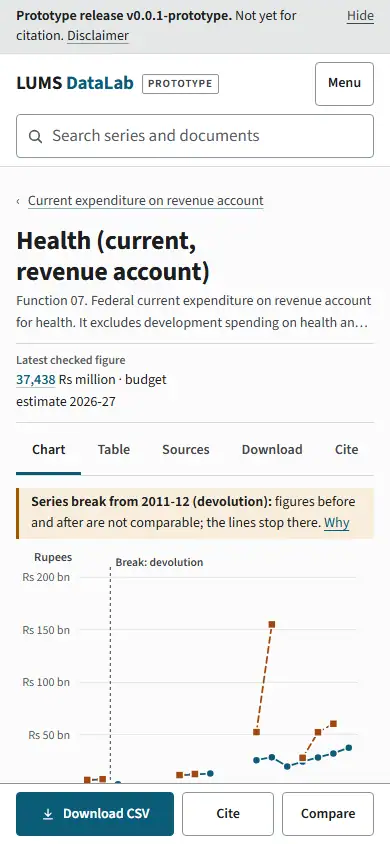 Prototype release v0.0.1-prototype. Not yet for
citation. Disclaimer
Hide
LUMS DataLab
PROTOTYPE
Menu
Search series and documents
‹ Current expenditure on revenue account
Health (current,
revenue account)
Function 07. Federal current expenditure on revenue account
for health. It excludes development spending on health an…
Latest checked figure
37,438 Rs million · budget
estimate 2026-27
Chart
Table
Sources
Download
Cite
Series break from 2011-12 (devolution): figures before
and after are not comparable; the lines stop there. Why
Rupees
Break: devolution
Rs 200 bn
Rs 150 bn
Rs 100 bn
Rs 50 bn
Download CSV
Cite
Compare